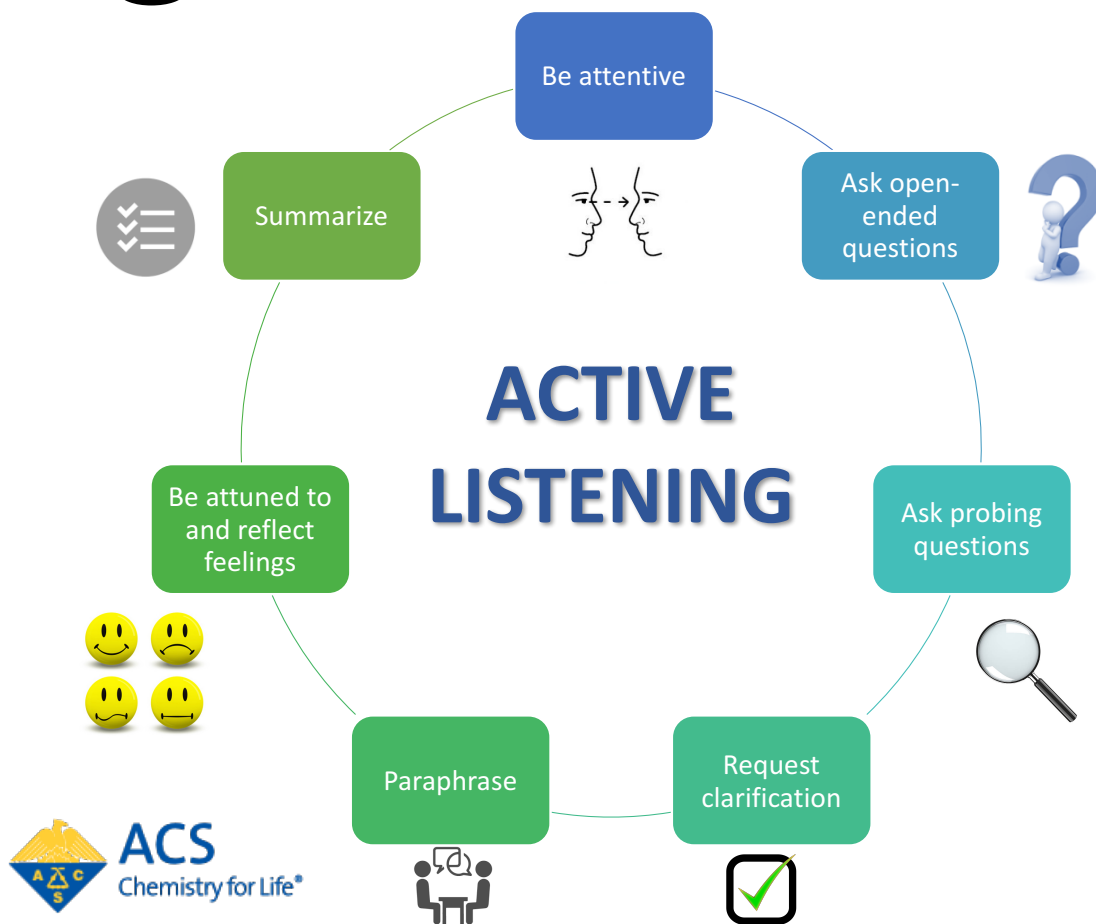 Be attentive
Ask open-
ended
questions
Ask probing
questions
Request
clarification
Paraphrase
Be attuned to
and reflect
feelings
Summarize
ACTIVE
LISTENING
A C
S
ACS
Chemistry for Life®